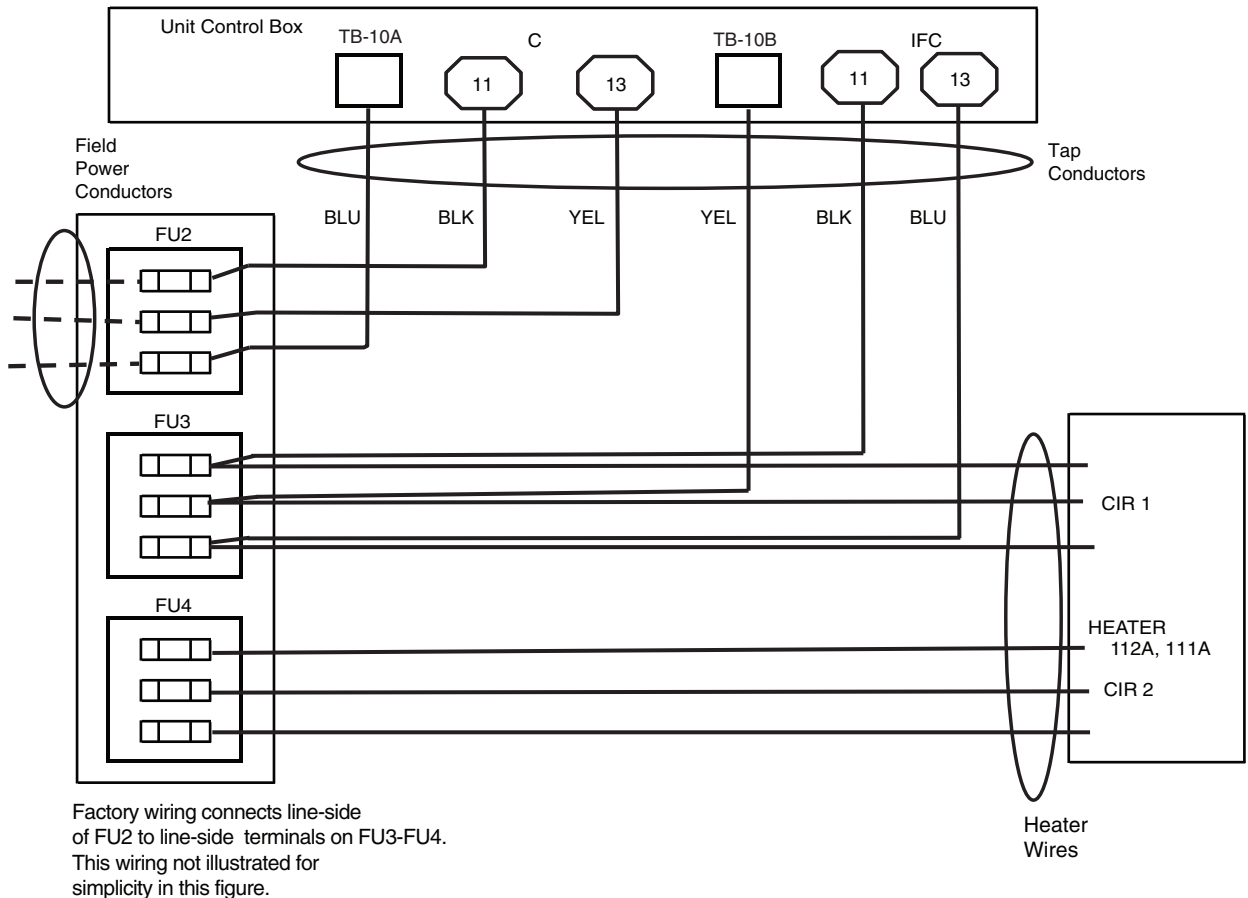 Unit Control Box
TB-10A
C
TB-10B
IFC
11
13
11
13
Field
Power
Conductors
Tap
Conductors
BLU
BLK
YEL
YEL
BLK
BLU
FU2
FU3
CIR 1
FU4
HEATER
112A, 111A
CIR 2
Factory wiring connects line-side
of FU2 to line-side terminals on FU3-FU4.
This wiring not illustrated for
simplicity in this figure.
Heater
Wires